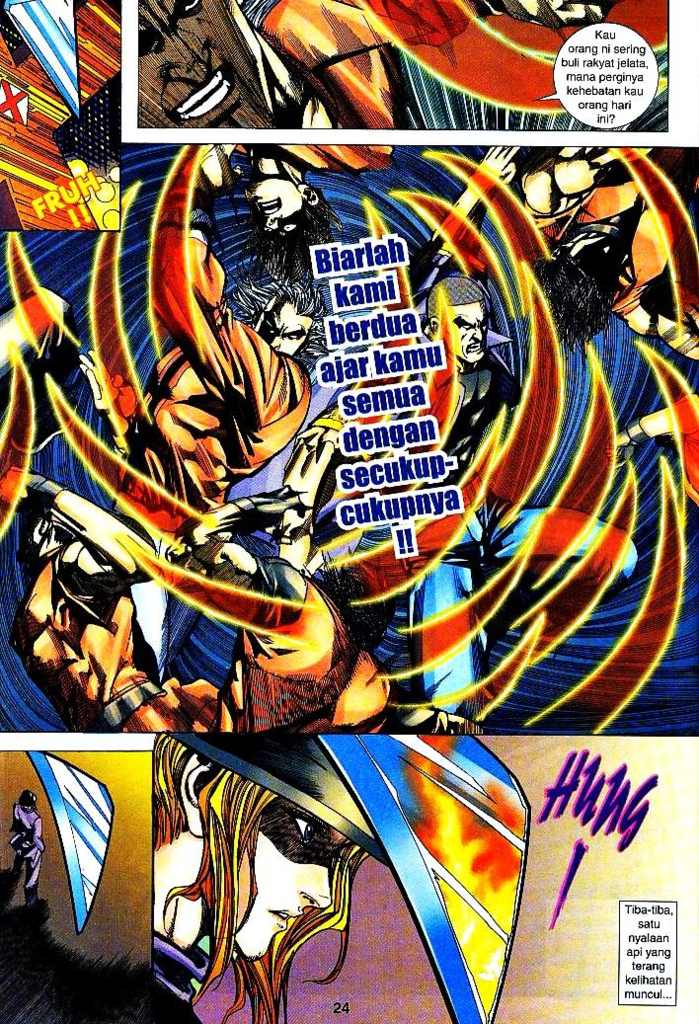 Kau
orang ni sering
buli rakyat jelata,
mana perginya
kehebatan kau
orang hari
ini?
FRUH
!!
Biarlah
kami
berdua
ajar kamu
semua
dengan
secukup-
cukupnya
!!
HUUG
!
Tiba-tiba,
satu
nyalaan
api yang
terang
kelihatan
muncul...
24